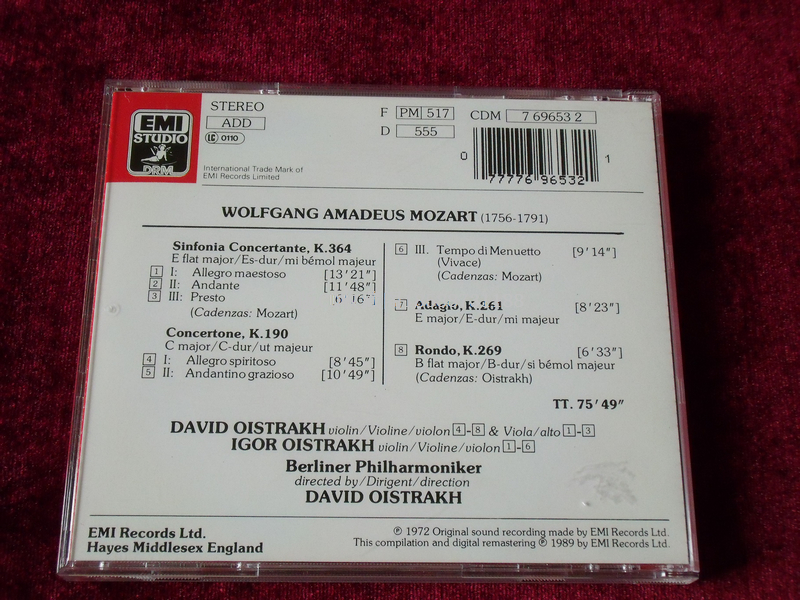 EMI
STUDIO
DRM
STEREO
ADD
LC 0110
International Trade Mark of
EMI Records Limited
F PM 517
D 555
CDM 7 69653 2
0 77776 96532 1
WOLFGANG AMADEUS MOZART (1756-1791)
Sinfonia Concertante, K.364
E flat major/Es-dur/mi bémol majeur
1 I: Allegro maestoso [13'21"]
2 II: Andante [11'48"]
3 III: Presto
(Cadenzas: Mozart)
Concertone, K.190
C major/C-dur/ut majeur
4 I: Allegro spiritoso [8'45"]
5 II: Andantino grazioso [10'49"]
6 III. Tempo di Menuetto [9'14"]
(Vivace)
(Cadenzas: Mozart)
7 Adagio, K.261 [8'23"]
E major/E-dur/mi majeur
8 Rondo, K.269 [6'33"]
B flat major/B-dur/si bémol majeur
(Cadenzas: Oistrakh)
TT. 75'49"
DAVID OISTRAKH violin/Violine/violon 4-8 & Viola/alto 1-3
IGOR OISTRAKH violin/Violine/violon 1-6
Berliner Philharmoniker
directed by/Dirigent/direction
DAVID OISTRAKH
EMI Records Ltd.
Hayes Middlesex England
℗ 1972 Original sound recording made by EMI Records Ltd.
This compilation and digital remastering ℗ 1989 by EMI Records Ltd.